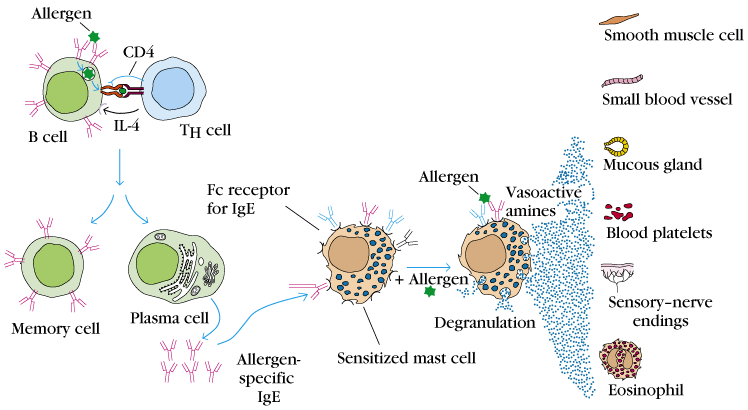 Allergen
CD4
B cell
IL-4
TH cell
Memory cell
Plasma cell
Allergen-
specific
IgE
Fc receptor
for IgE
Sensitized mast cell
+ Allergen
Allergen
Vasoactive
amines
Degranulation
Smooth muscle cell
Small blood vessel
Mucous gland
Blood platelets
Sensory-nerve
endings
Eosinophil